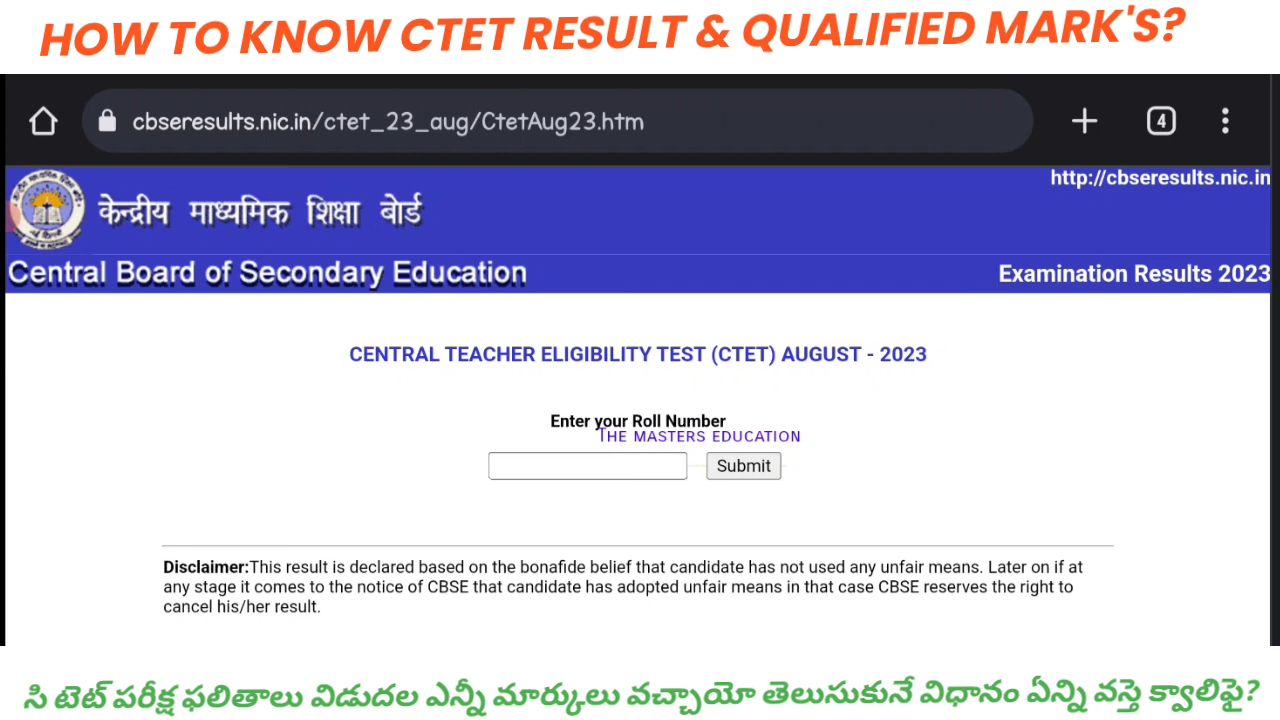 HOW TO KNOW CTET RESULT & QUALIFIED MARK'S?
cbseresults.nic.in/ctet_23_aug/CtetAug23.htm
4
http://cbseresults.nic.in
केन्द्रीय माध्यमिक शिक्षा बोर्ड
Central Board of Secondary Education
Examination Results 2023
CENTRAL TEACHER ELIGIBILITY TEST (CTET) AUGUST - 2023
Enter your Roll Number
THE MASTERS EDUCATION
Submit
Disclaimer:This result is declared based on the bonafide belief that candidate has not used any unfair means. Later on if at
any stage it comes to the notice of CBSE that candidate has adopted unfair means in that case CBSE reserves the right to
cancel his/her result.
సి టెట్ పరీక్ష ఫలితాలు విడుదల ఎన్నీ మార్కులు వచ్చాయో తెలుసుకునే విధానం ఏన్ని వస్తె క్వాలిఫై?